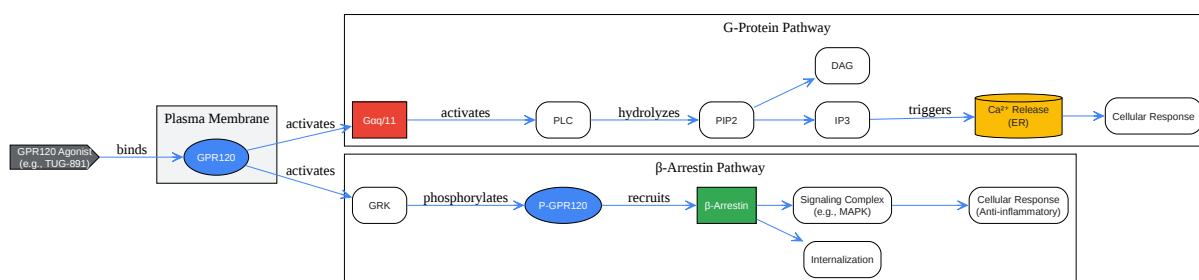 G-Protein Pathway
DAG
Plasma Membrane
activates
Gαq/11
activates
PLC
hydrolyzes
PIP2
IP3
triggers
Ca²⁺ Release
(ER)
Cellular Response
GPR120 Agonist
(e.g., TUG-891)
binds
GPR120
activates
β-Arrestin Pathway
GRK
phosphorylates
P-GPR120
recruits
β-Arrestin
Signaling Complex
(e.g., MAPK)
Cellular Response
(Anti-inflammatory)
Internalization